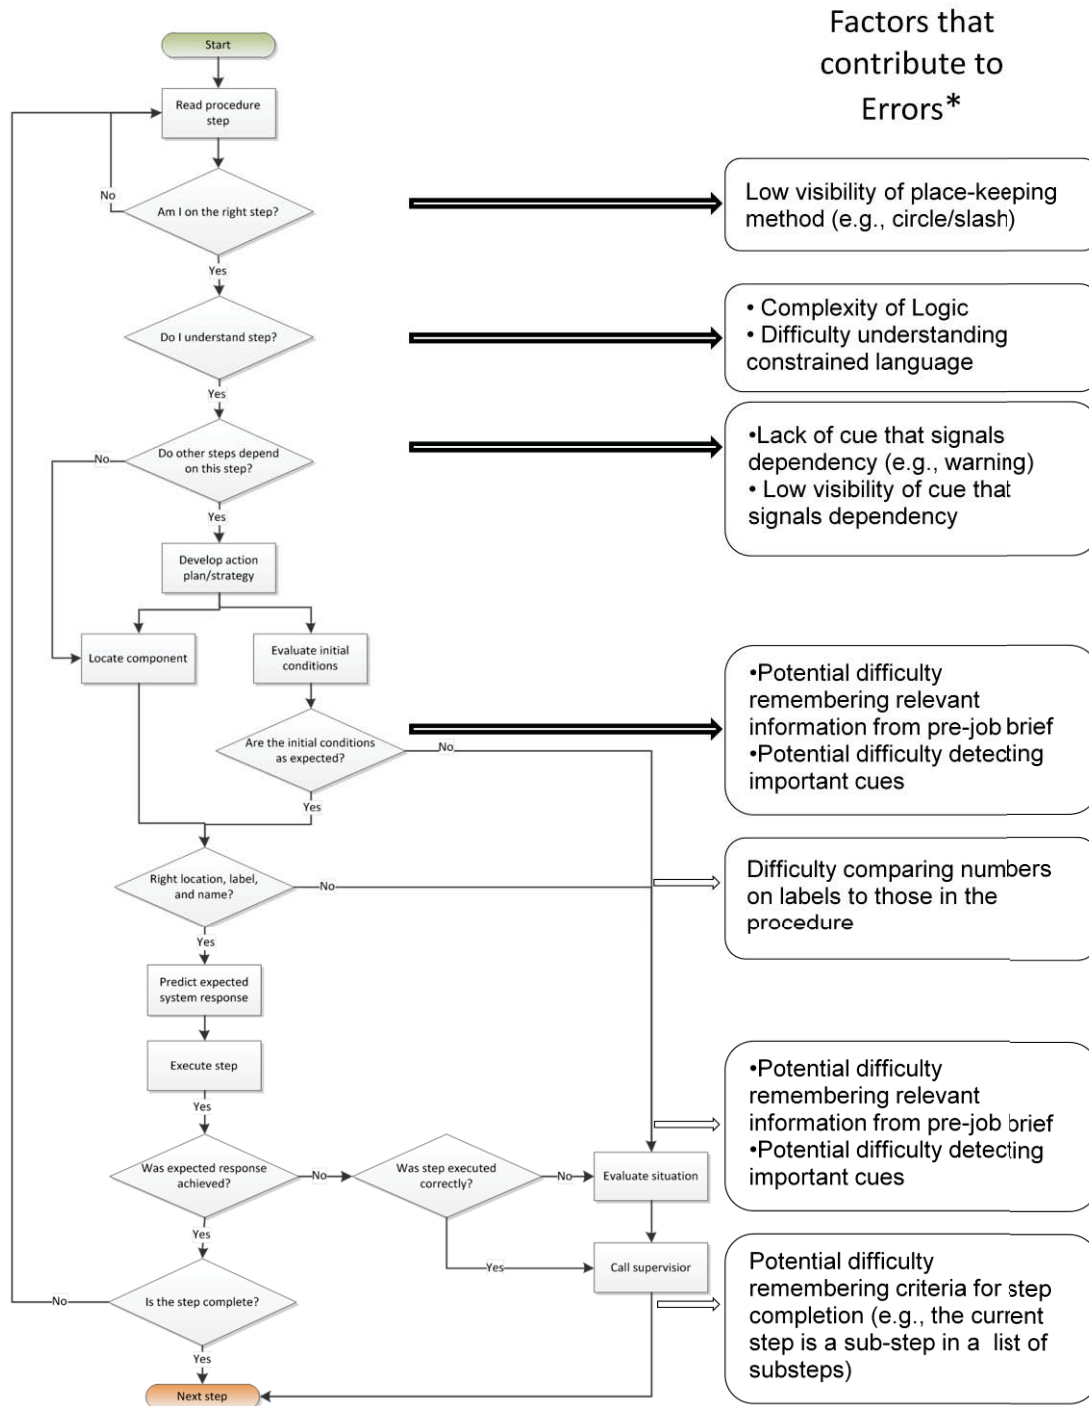 Factors that
contribute to
Errors*
Start
Read procedure
step
No
Am I on the right step?
Low visibility of place-keeping
method (e.g., circle/slash)
Yes
Do I understand step?
• Complexity of Logic
• Difficulty understanding
constrained language
Yes
Do other steps depend
on this step?
No
•Lack of cue that signals
dependency (e.g., warning)
• Low visibility of cue that
signals dependency
Yes
Develop action
plan/strategy
Locate component
Evaluate initial
conditions
Are the initial conditions
as expected?
No
•Potential difficulty
remembering relevant
information from pre-job brief
•Potential difficulty detecting
important cues
Yes
Right location, label,
and name?
No
Difficulty comparing numbers
on labels to those in the
procedure
Yes
Predict expected
system response
Execute step
Yes
•Potential difficulty
remembering relevant
information from pre-job brief
•Potential difficulty detecting
important cues
Was expected response
achieved?
No
Was step executed
correctly?
No
Evaluate situation
Yes
Yes
Call supervisior
Potential difficulty
remembering criteria for step
completion (e.g., the current
step is a sub-step in a list of
substeps)
Is the step complete?
No
Yes
Next step